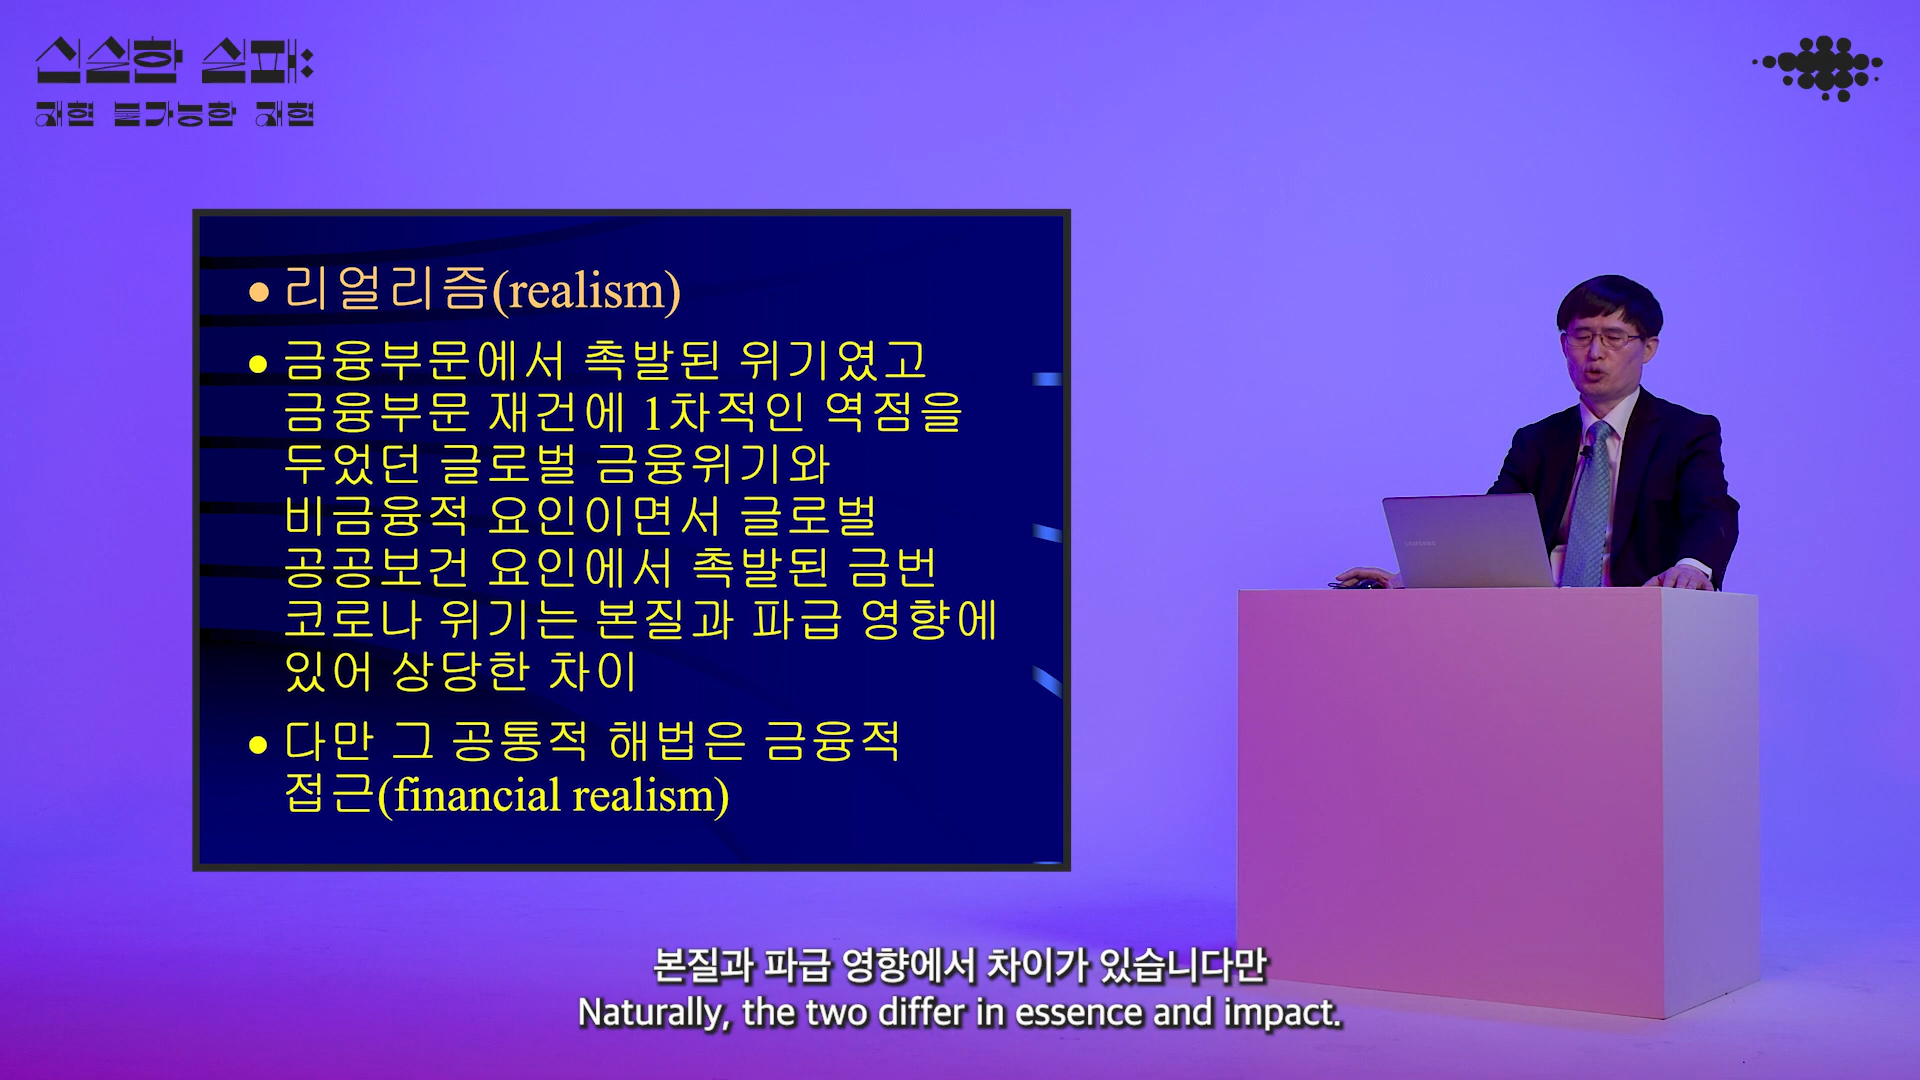 신실한 실패:
재현 불가능한 재현
리얼리즘(realism)
금융부문에서 촉발된 위기였고
금융부문 재건에 1차적인 역점을
두었던 글로벌 금융위기와
비금융적 요인이면서 글로벌
공공보건 요인에서 촉발된 금번
코로나 위기는 본질과 파급 영향에
있어 상당한 차이
다만 그 공통적 해법은 금융적
접근(financial realism)
SAMSUNG
본질과 파급 영향에서 차이가 있습니다만
Naturally, the two differ in essence and impact.